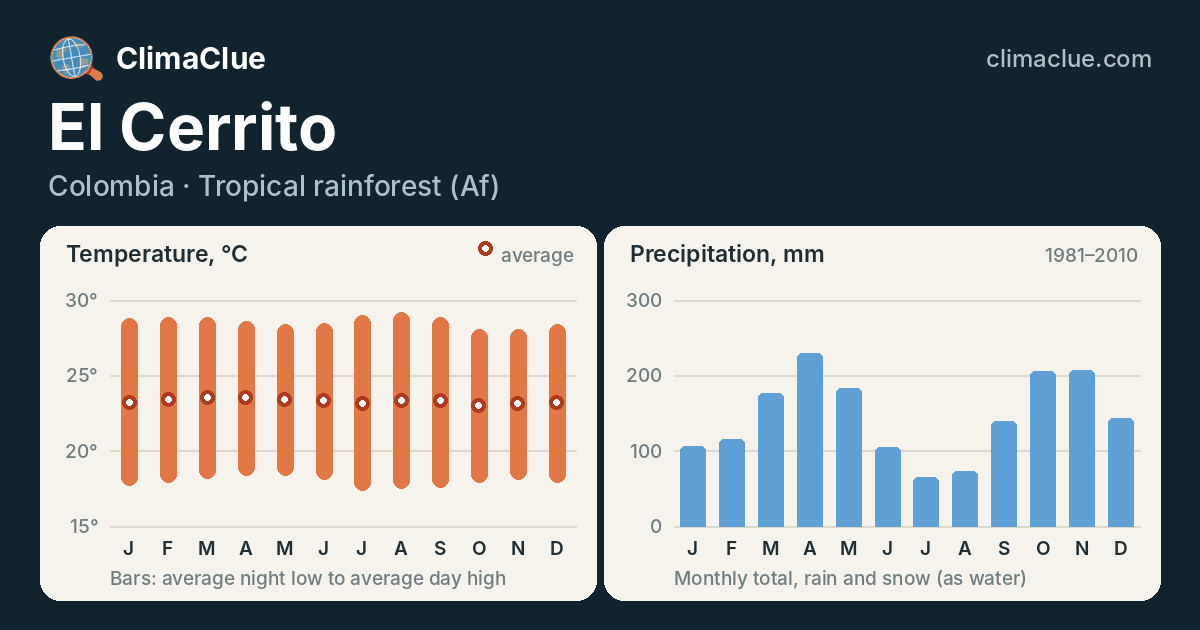 ClimaClue
climaclue.com
El Cerrito
Colombia · Tropical rainforest (Af)
Temperature, °C
average
30°
25°
20°
15°
J F M A M J J A S O N D
Bars: average night low to average day high
Precipitation, mm
1981–2010
300
200
100
0
J F M A M J J A S O N D
Monthly total, rain and snow (as water)